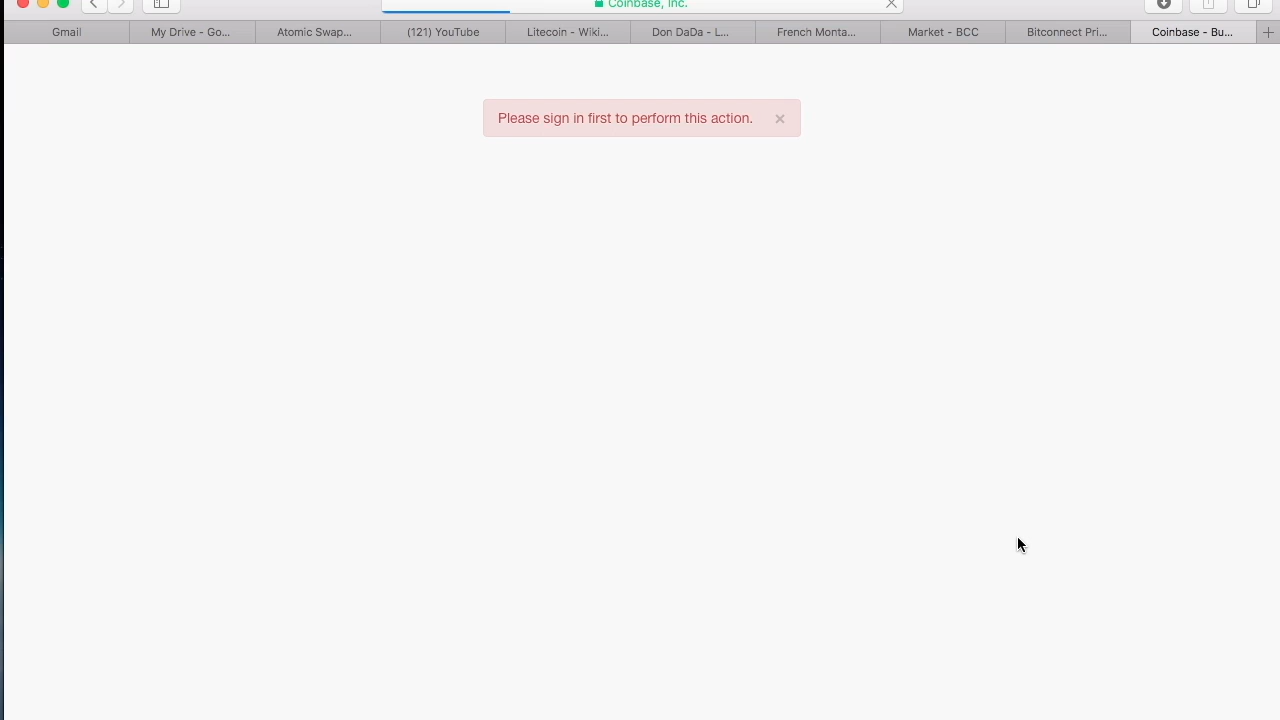 Coinbase, Inc.
Gmail
My Drive - Go...
Atomic Swap...
(121) YouTube
Litecoin - Wiki...
Don DaDa - L...
French Monta...
Market - BCC
Bitconnect Pri...
Coinbase - Bu...
Please sign in first to perform this action.